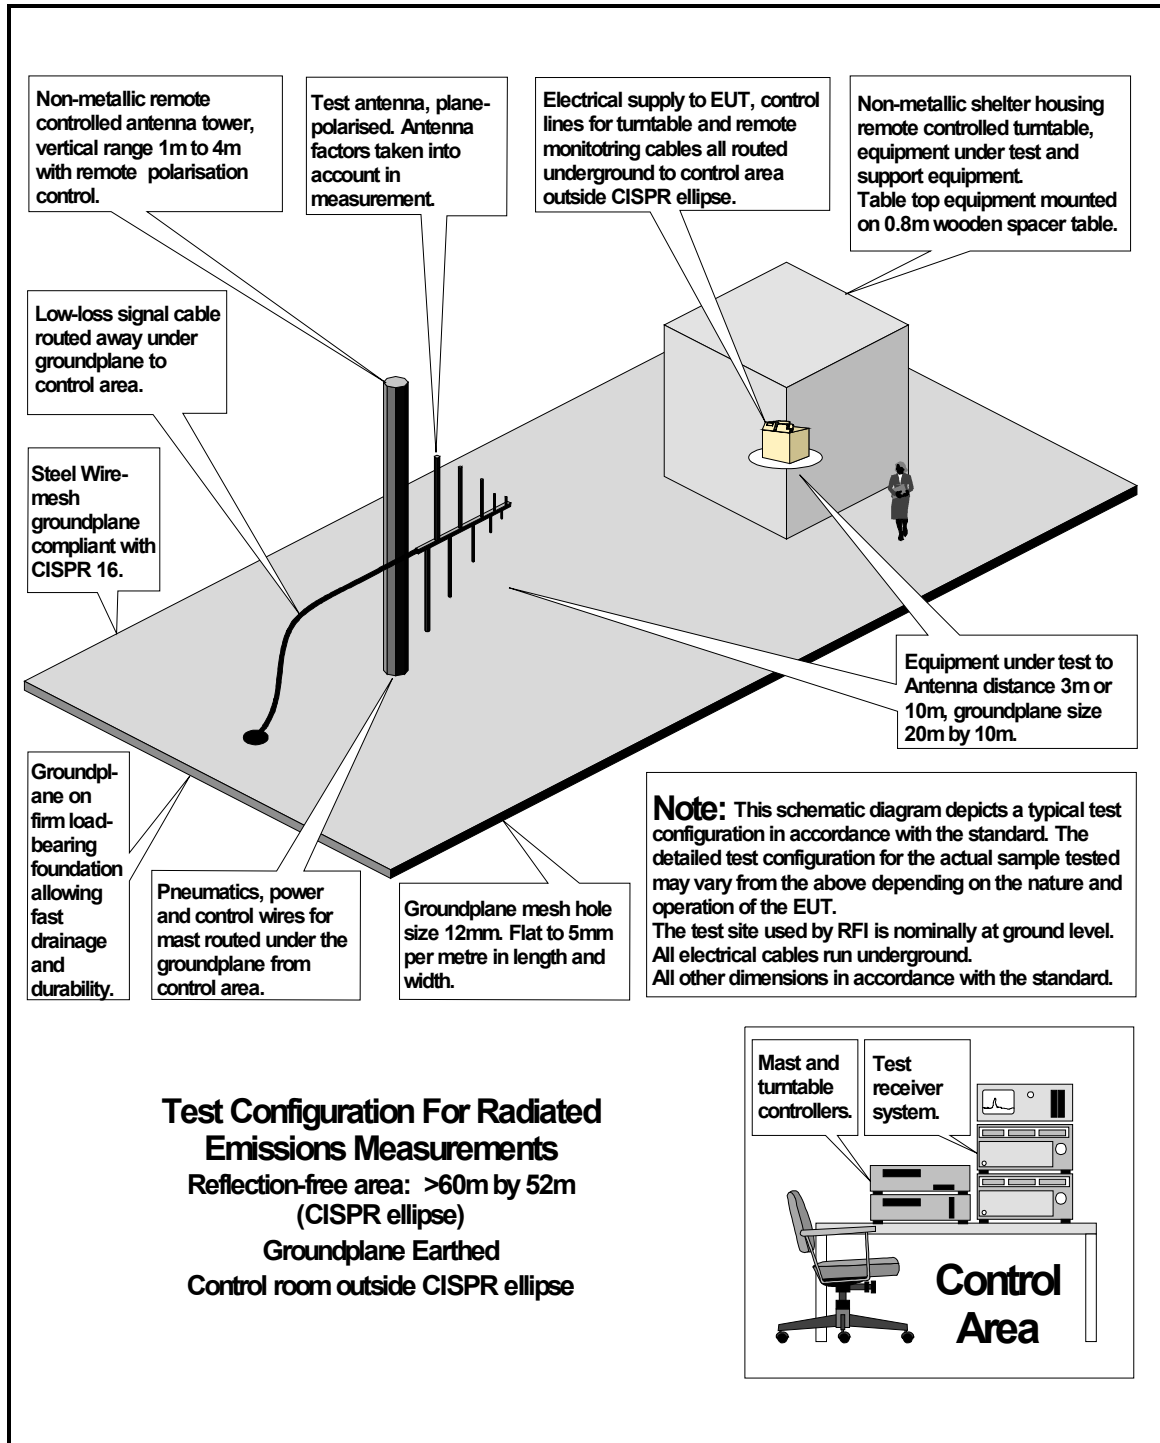 Non-metallic remote
controlled antenna tower,
vertical range 1m to 4m
with remote polarisation
control.
Test antenna, plane-
polarised. Antenna
factors taken into
account in
measurement.
Electrical supply to EUT, control
lines for turntable and remote
monitotring cables all routed
underground to control area
outside CISPR ellipse.
Non-metallic shelter housing
remote controlled turntable,
equipment under test and
support equipment.
Table top equipment mounted
on 0.8m wooden spacer table.
Low-loss signal cable
routed away under
groundplane to
control area.
Steel Wire-
mesh
groundplane
compliant with
CISPR 16.
Equipment under test to
Antenna distance 3m or
10m, groundplane size
20m by 10m.
Groundpl-
ane on
firm load-
bearing
foundation
allowing
fast
drainage
and
durability.
Pneumatics, power
and control wires for
mast routed under the
groundplane from
control area.
Groundplane mesh hole
size 12mm. Flat to 5mm
per metre in length and
width.
Note: This schematic diagram depicts a typical test
configuration in accordance with the standard. The
detailed test configuration for the actual sample tested
may vary from the above depending on the nature and
operation of the EUT.
The test site used by RFI is nominally at ground level.
All electrical cables run underground.
All other dimensions in accordance with the standard.
Test Configuration For Radiated
Emissions Measurements
Reflection-free area: >60m by 52m
(CISPR ellipse)
Groundplane Earthed
Control room outside CISPR ellipse
Mast and
turntable
controllers.
Test
receiver
system.
Control
Area